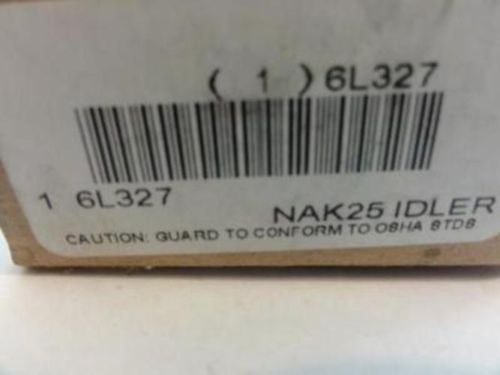 ( 1 ) 6L327
1 6L327
NAK25 IDLER
CAUTION: GUARD TO CONFORM TO OSHA STDS